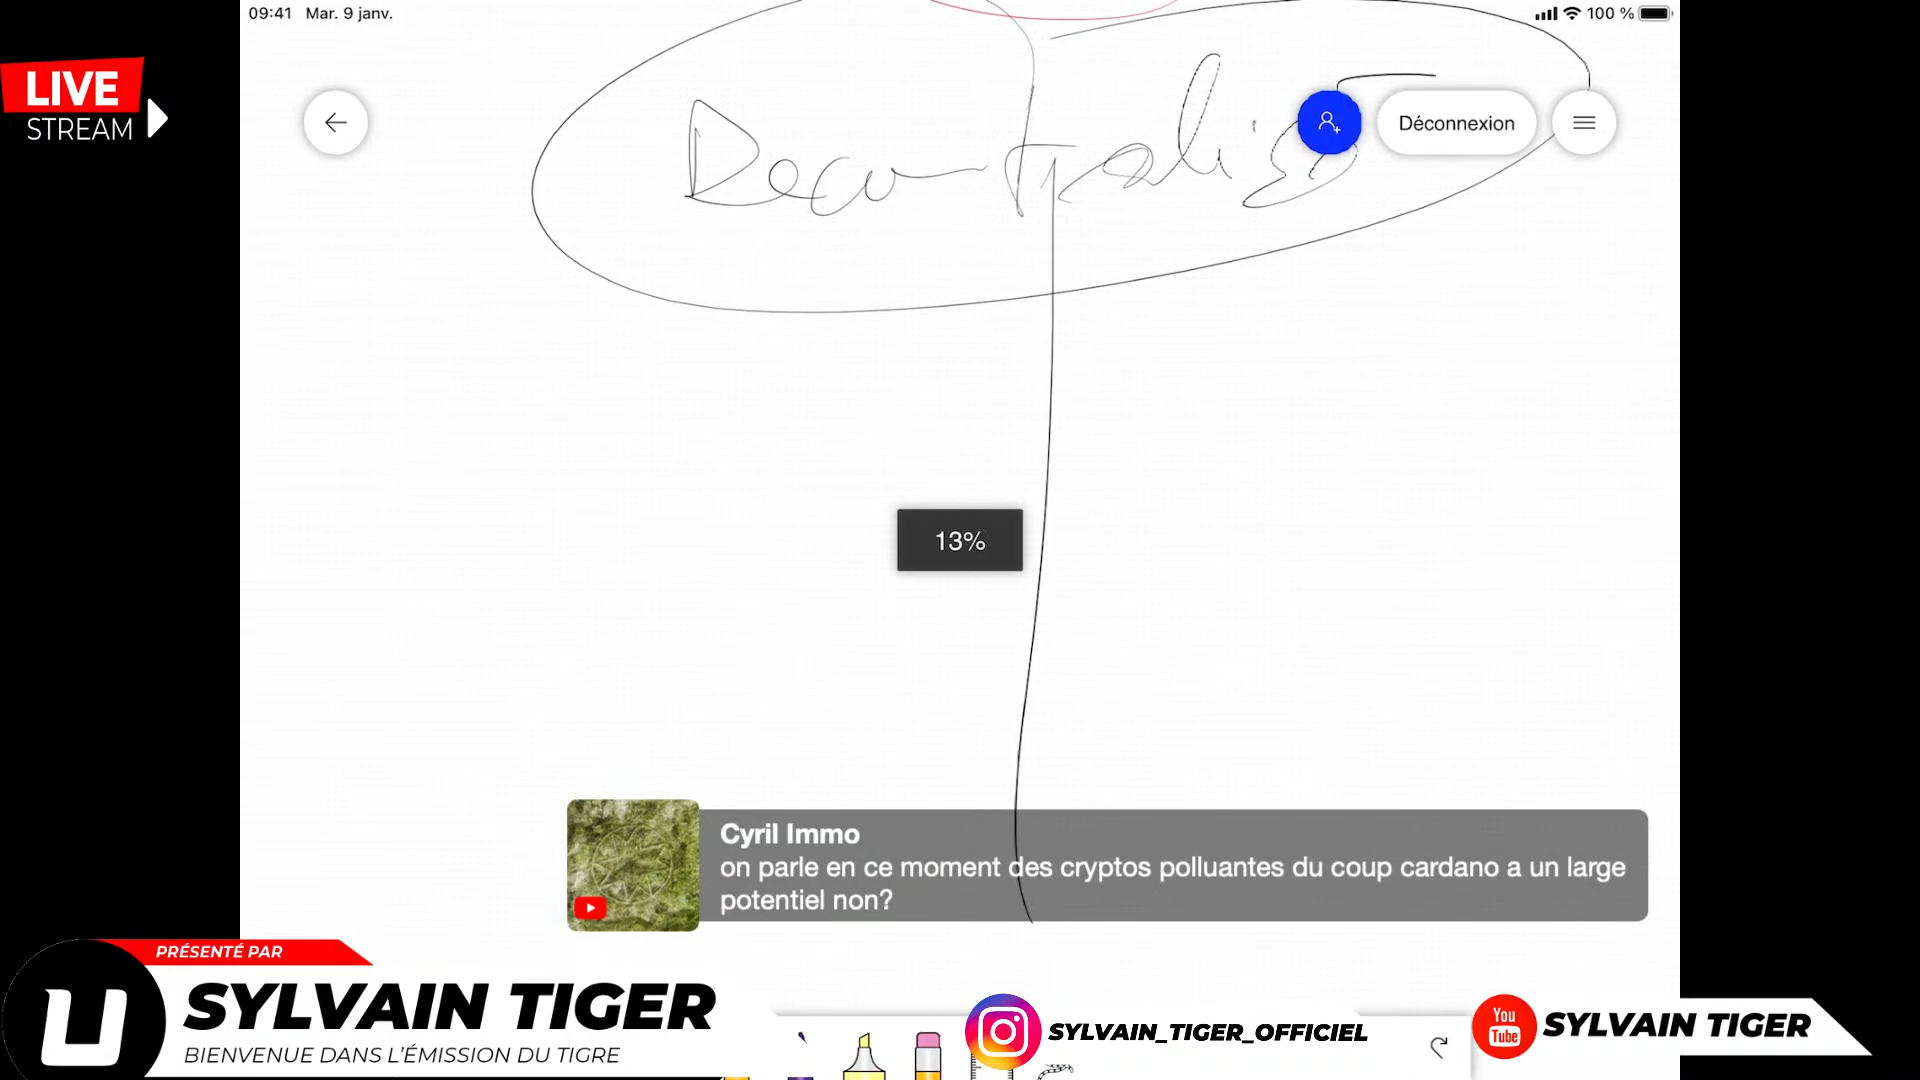 09:41 Mar. 9 janv.
100 %
LIVE
STREAM
Déconnexion
13%
Cyril Immo
on parle en ce moment des cryptos polluantes du coup cardano a un large
potentiel non?
PRÉSENTÉ PAR
SYLVAIN TIGER
BIENVENUE DANS L'ÉMISSION DU TIGRE
SYLVAIN_TIGER_OFFICIEL
You
Tube
SYLVAIN TIGER